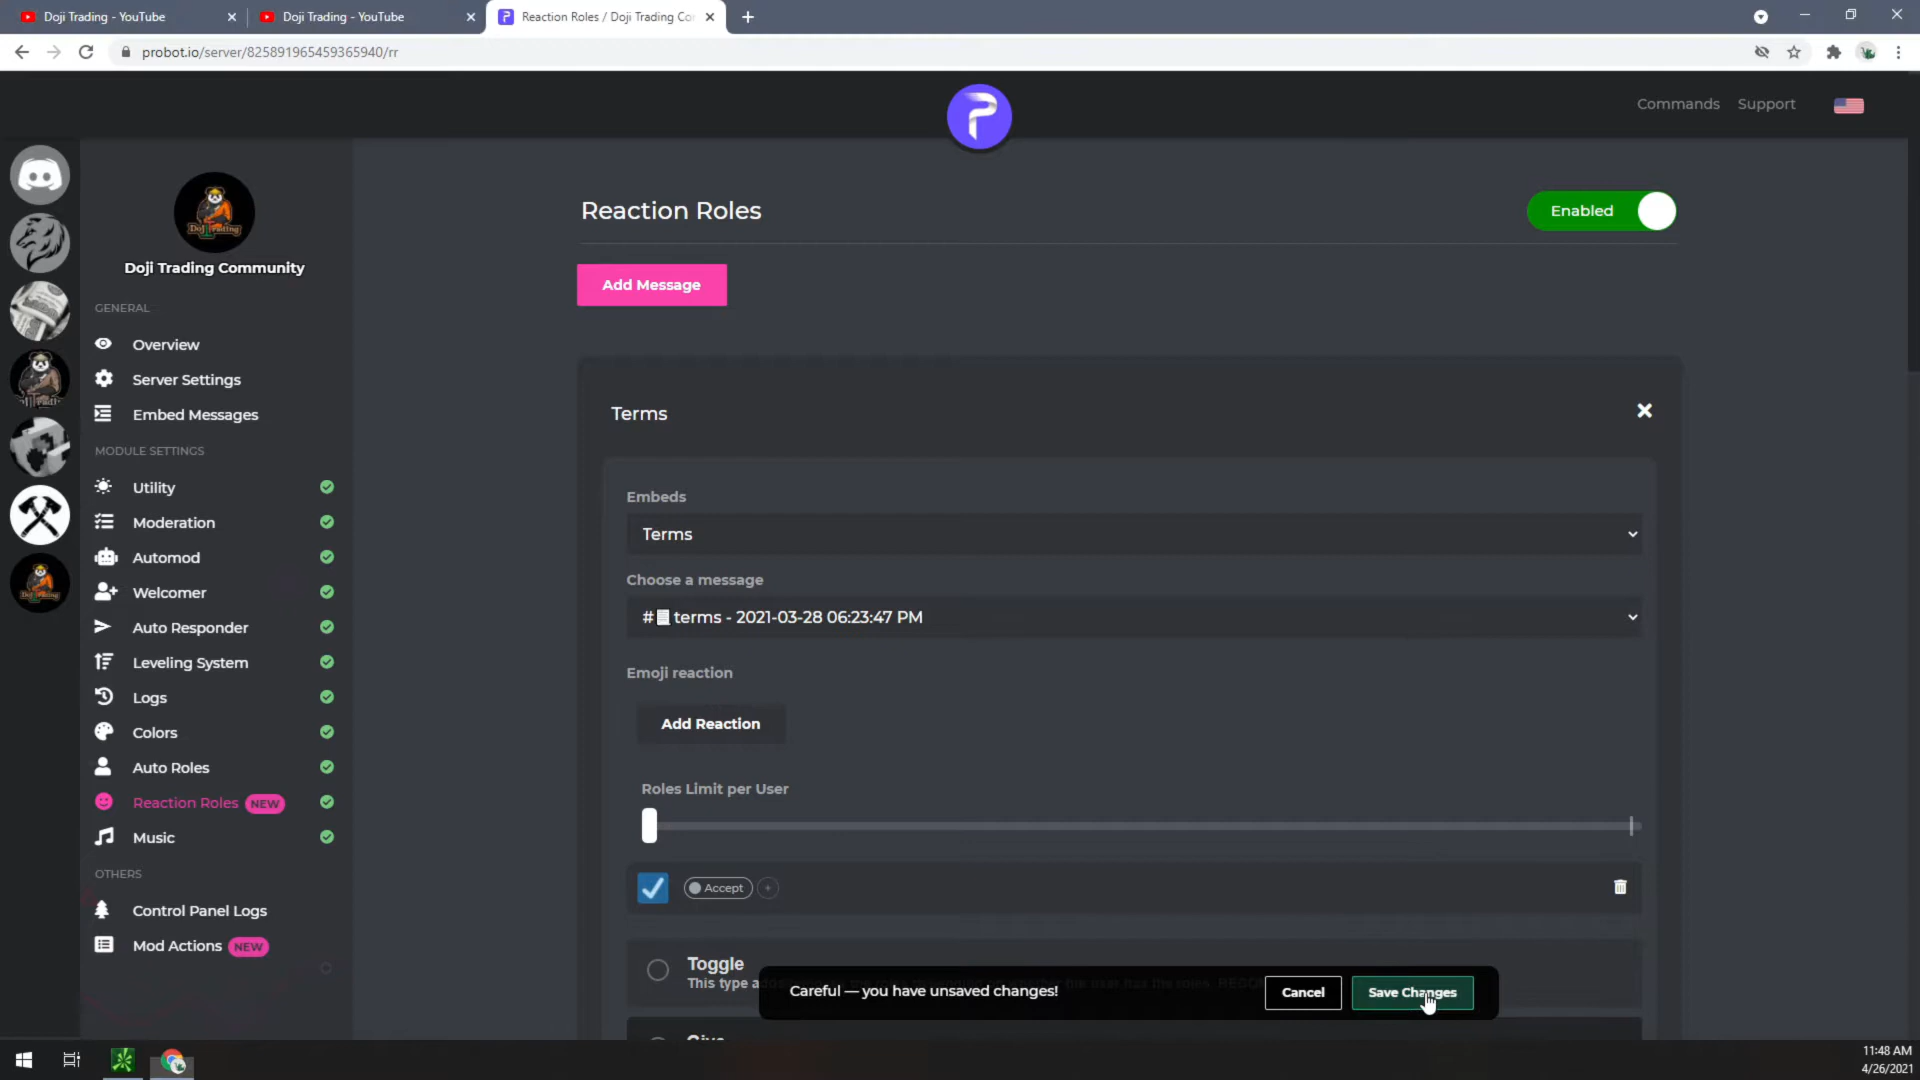 Doji Trading - YouTube
Doji Trading - YouTube
Reaction Roles / Doji Trading Co
probot.io/server/825891965459365940/rr
Commands
Support
Doji Trading Community
GENERAL
Overview
Server Settings
Embed Messages
MODULE SETTINGS
Utility
Moderation
Automod
Welcomer
Auto Responder
Leveling System
Logs
Colors
Auto Roles
Reaction Roles NEW
Music
OTHERS
Control Panel Logs
Mod Actions NEW
Reaction Roles
Enabled
Add Message
Terms
Embeds
Terms
Choose a message
# terms - 2021-03-28 06:23:47 PM
Emoji reaction
Add Reaction
Roles Limit per User
Accept +
Toggle
This type
Careful — you have unsaved changes!
Cancel
Save Changes
Give
11:48 AM
4/26/2021